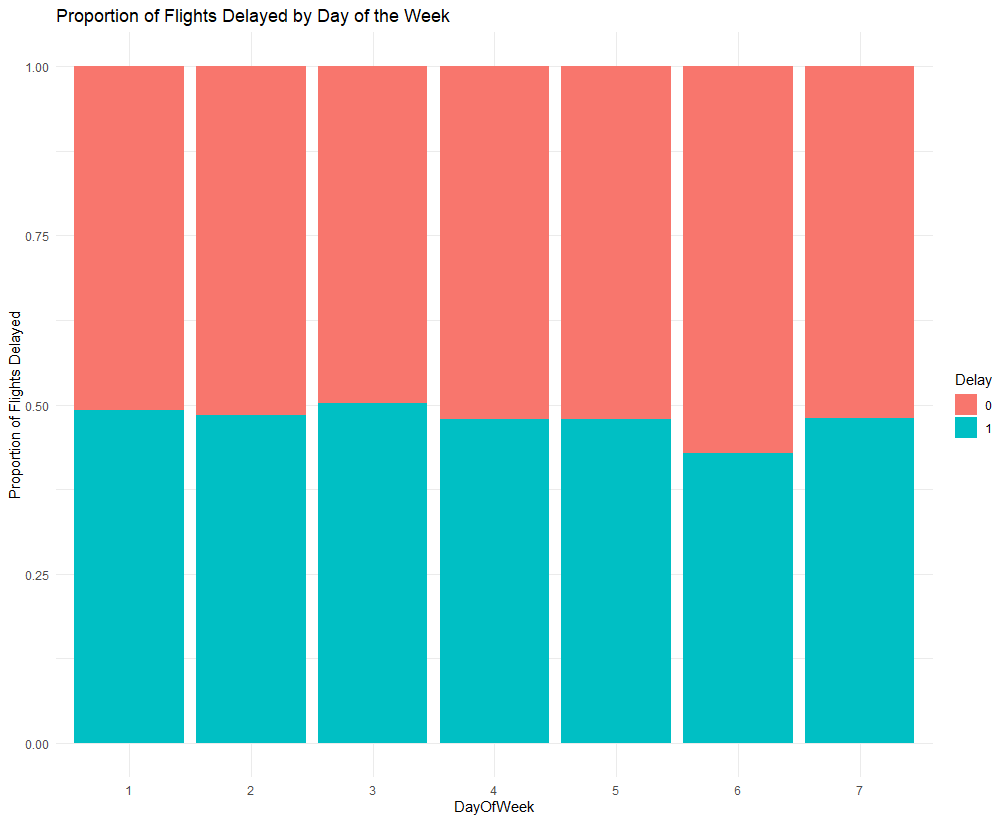 Proportion of Flights Delayed by Day of the Week
Proportion of Flights Delayed
1.00
0.75
0.50
0.25
0.00
1 2 3 4 5 6 7
DayOfWeek
Delay
0
1